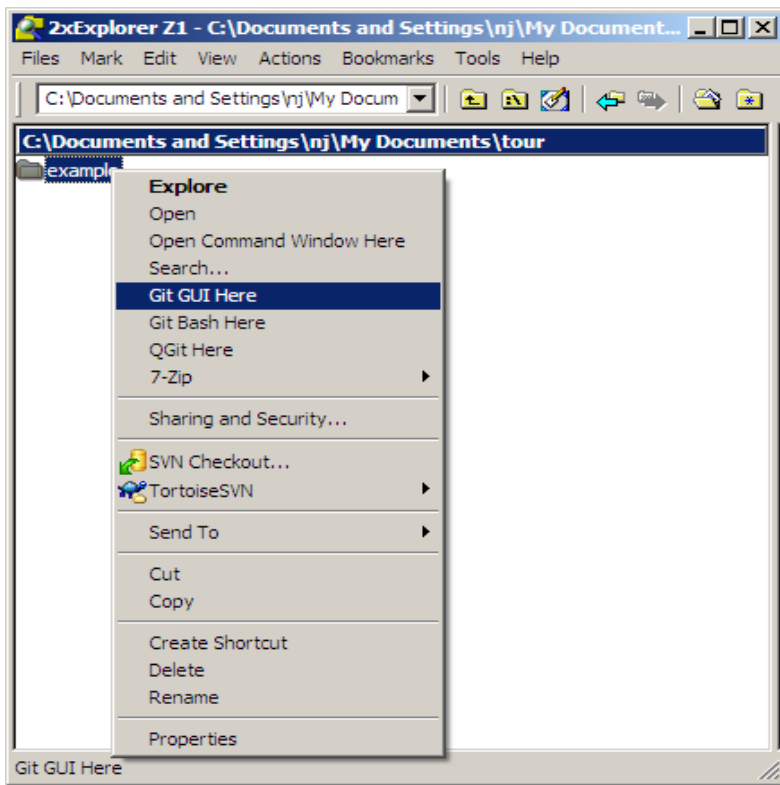 2xExplorer Z1 - C:\Documents and Settings\nj\My Document...
Files Mark Edit View Actions Bookmarks Tools Help
C:\Documents and Settings\nj\My Docum
C:\Documents and Settings\nj\My Documents\tour
example
Explore
Open
Open Command Window Here
Search...
Git GUI Here
Git Bash Here
QGit Here
7-Zip
Sharing and Security...
SVN Checkout...
TortoiseSVN
Send To
Cut
Copy
Create Shortcut
Delete
Rename
Properties
Git GUI Here